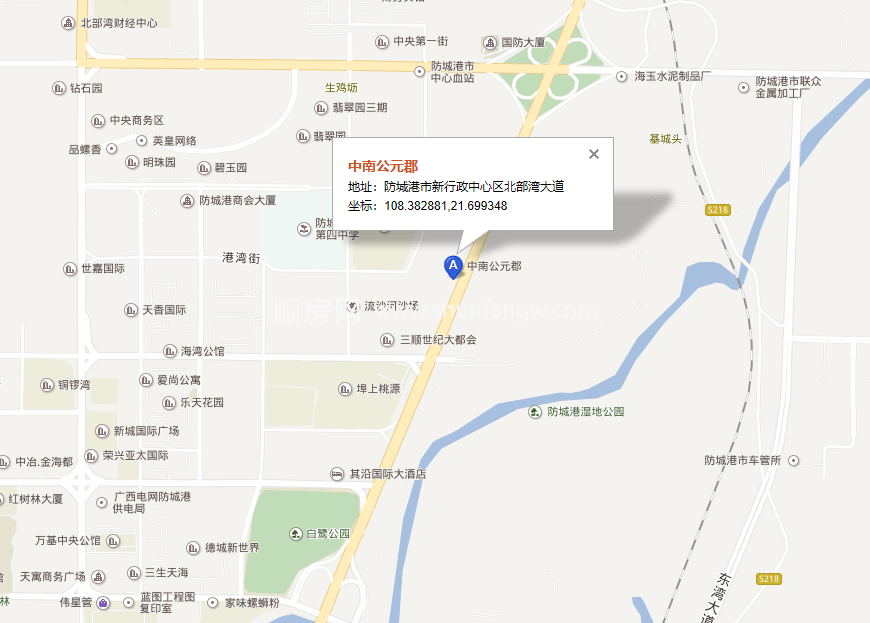 北部湾财经中心
中央第一街
国防大厦
防城港市
中心血站
海玉水泥制品厂
防城港市联众
金属加工厂
钻石园
生鸡坜
翡翠园三期
中央商务区
翡翠园
基城头
英皇网络
品螺香
明珠园
碧玉园
中南公元郡
地址：防城港市新行政中心区北部湾大道
坐标：108.382881,21.699348
防城港商会大厦
S218
防城
第四中学
港湾街
世嘉国际
A
中南公元郡
天香国际
流沙河沙场
顺房网 www.shunfangw.com
三顺世纪大都会
海湾公馆
铜锣湾
爱尚公寓
埠上桃源
乐天花园
防城港湿地公园
新城国际广场
荣兴亚太国际
中冶.金海都
防城港市车管所
其沿国际大酒店
红树林大厦
广西电网防城港
供电局
白鹭公园
万基中央公馆
德城新世界
天寓商务广场
三生天海
S218
东湾大道
林
伟星管
蓝图工程图
复印室
家味螺蛳粉